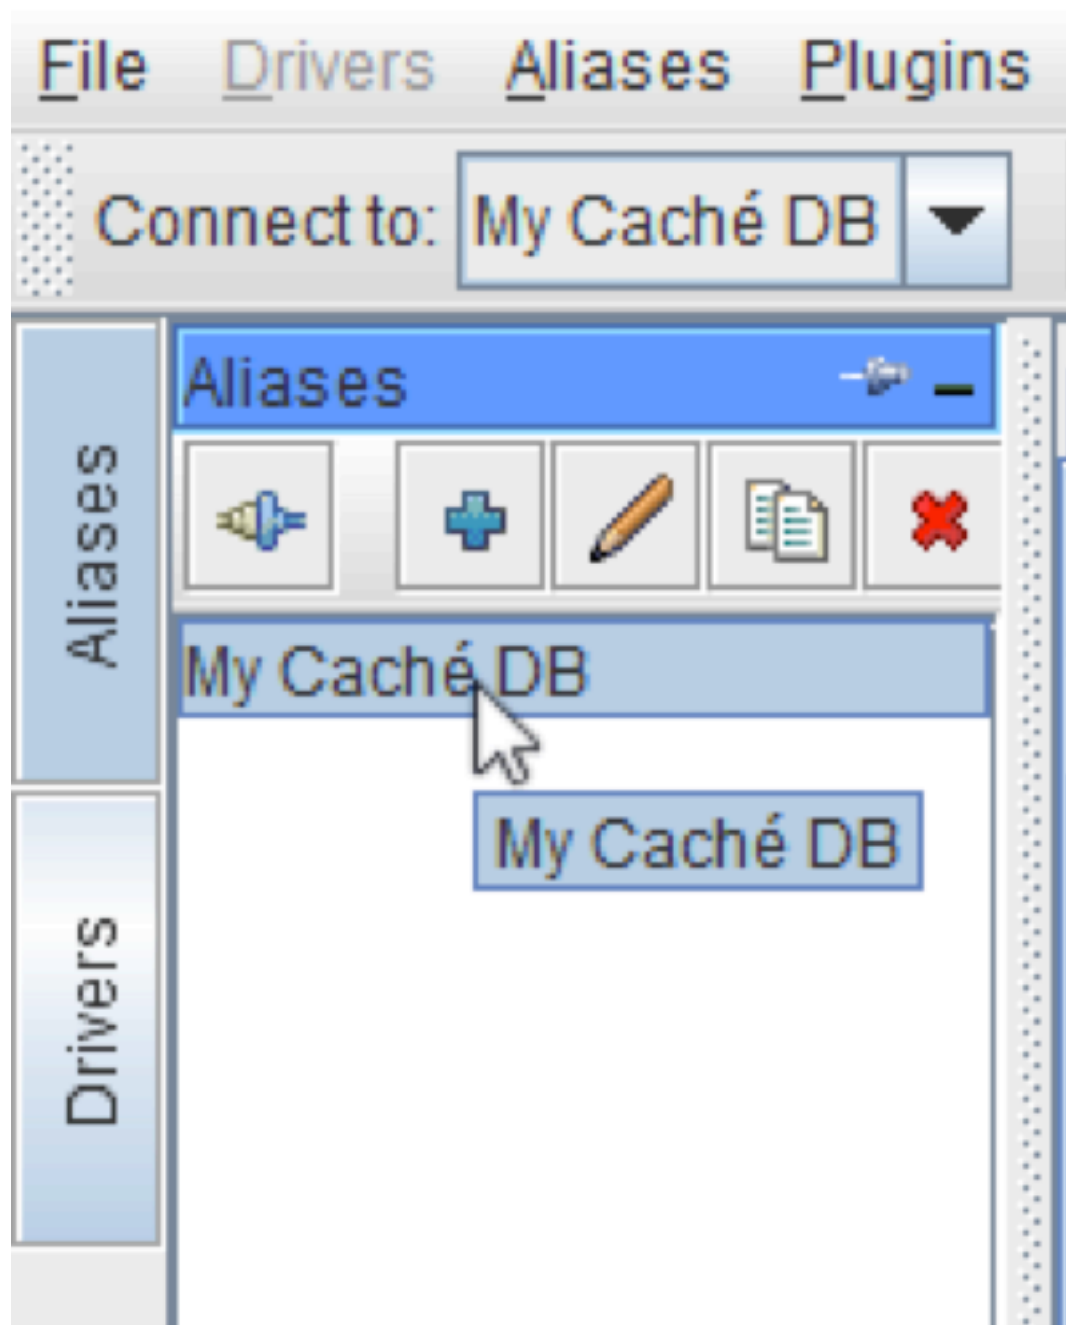 File Drivers Aliases Plugins
Connect to: My Caché DB
Aliases
Aliases
My Caché DB
My Caché DB
Drivers